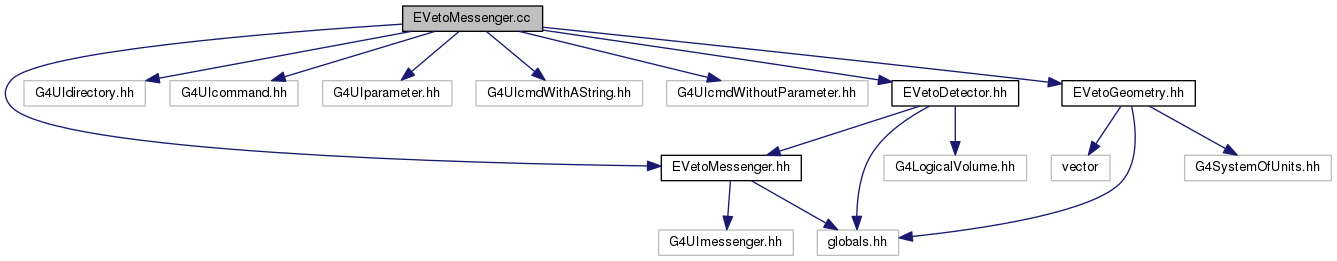 EVetoMessenger.cc
G4UIdirectory.hh
G4UIcommand.hh
G4UIparameter.hh
G4UIcmdWithAString.hh
G4UIcmdWithoutParameter.hh
EVetoDetector.hh
EVetoGeometry.hh
EVetoMessenger.hh
G4LogicalVolume.hh
vector
G4SystemOfUnits.hh
G4UImessenger.hh
globals.hh